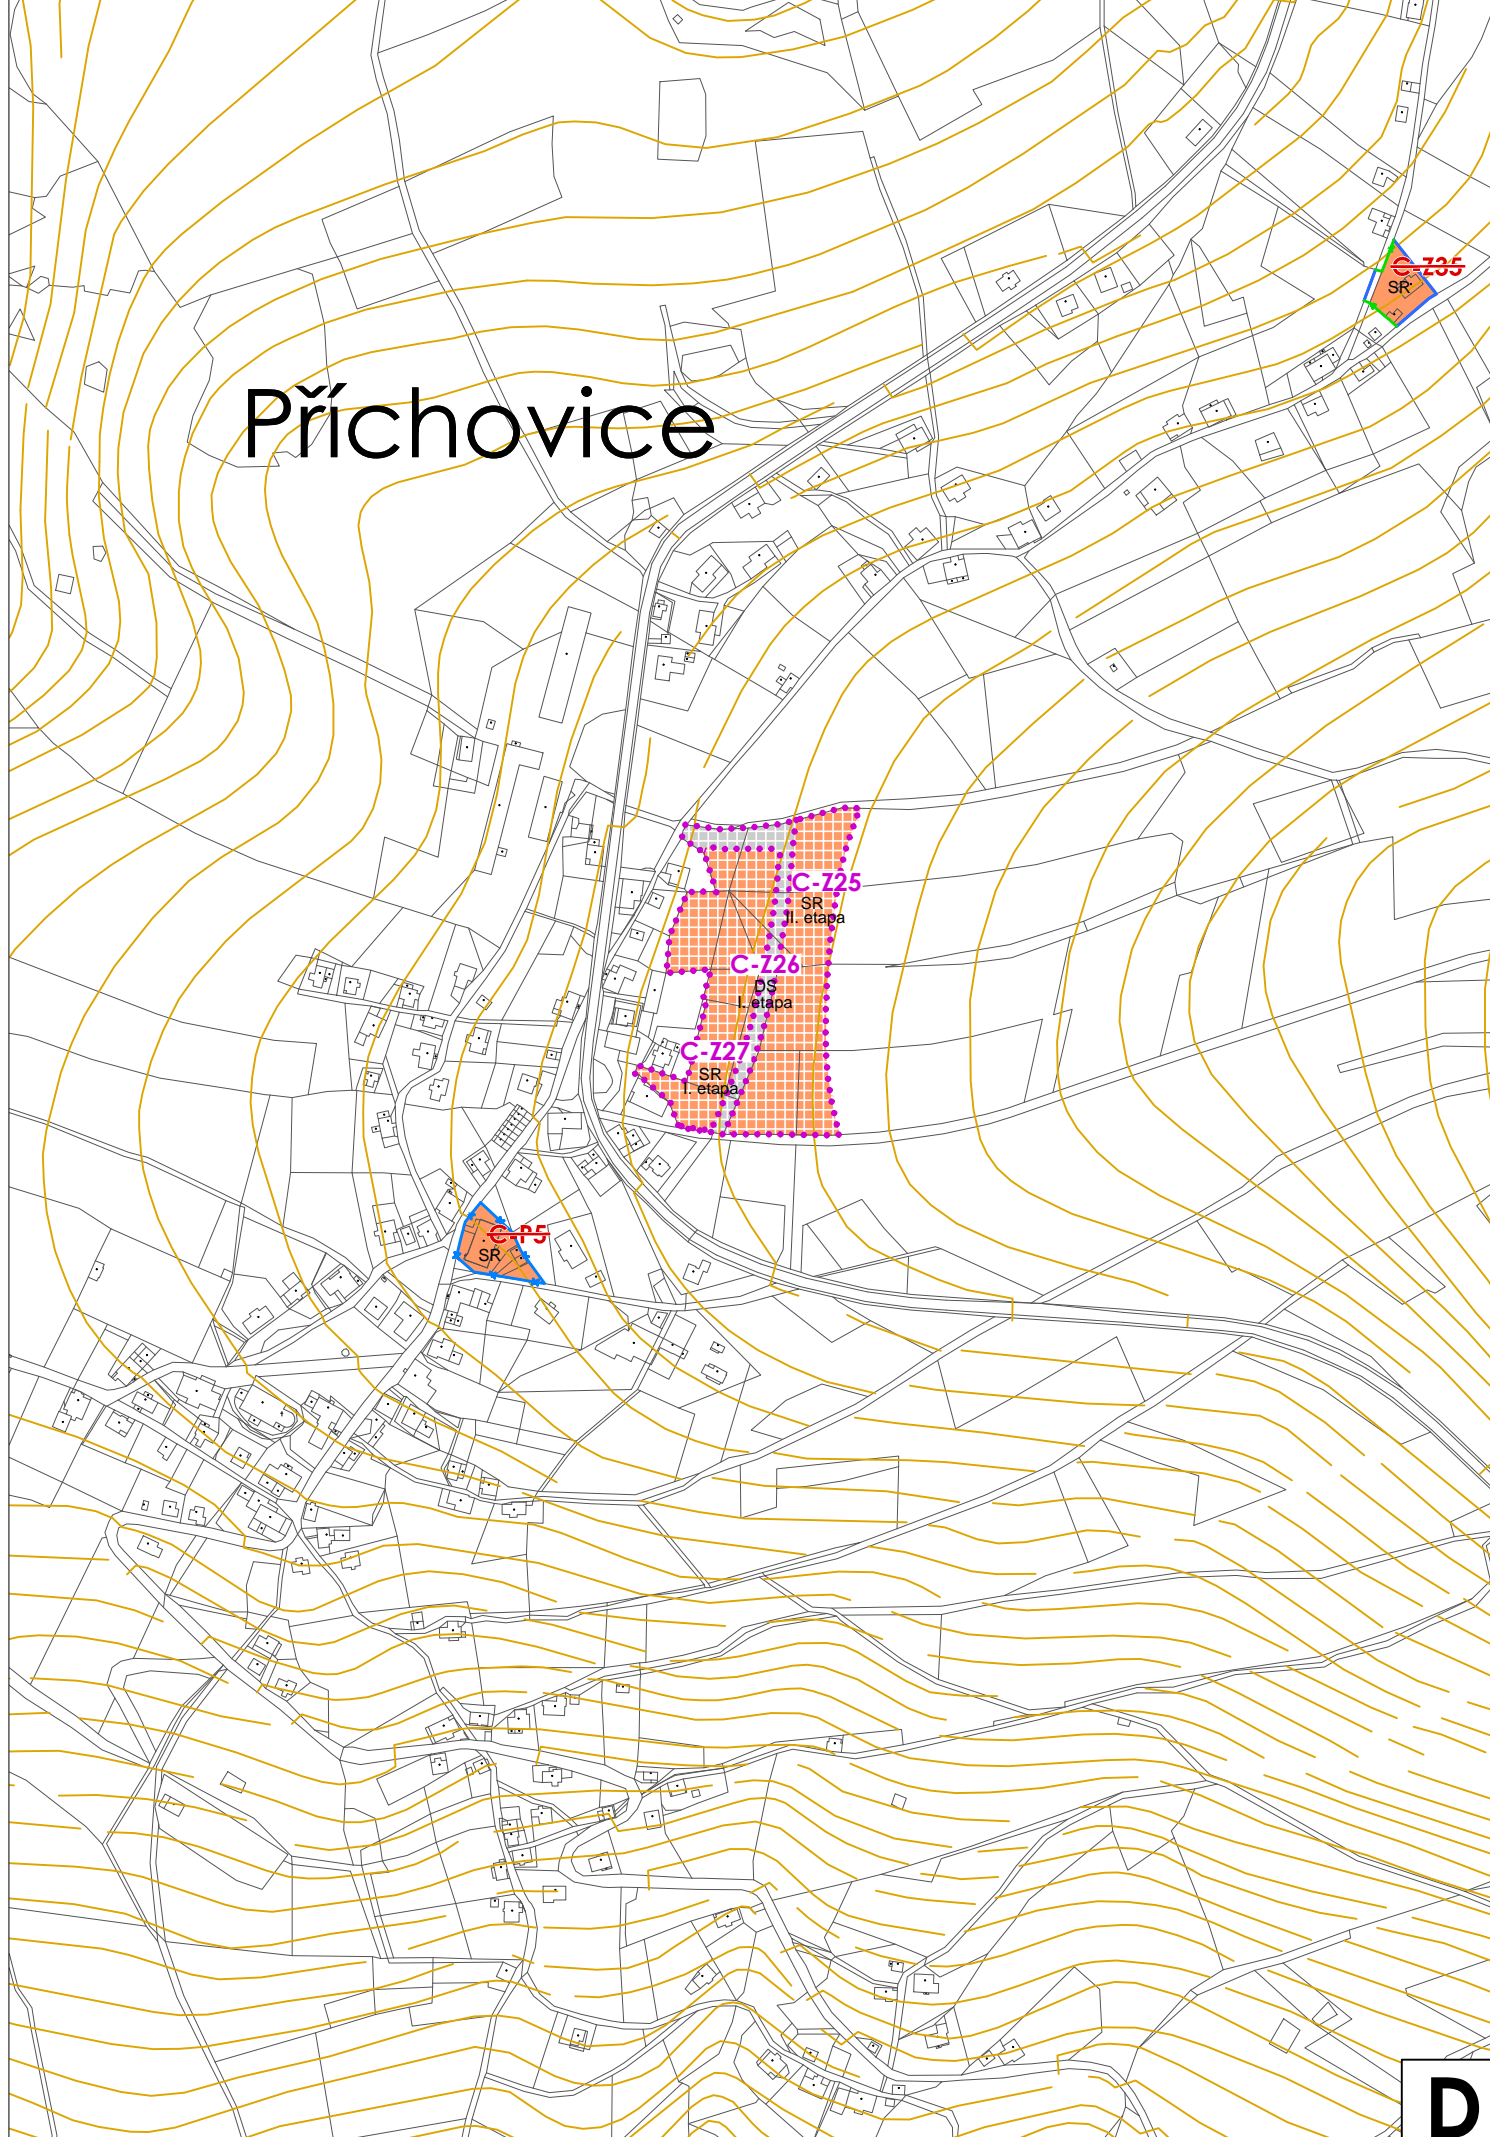 C-Z35
SR
Příchovice
C-Z25
SR
II. etapa
C-Z26
DS
I. etapa
C-Z27
SR
I. etapa
C-P5
SR
D